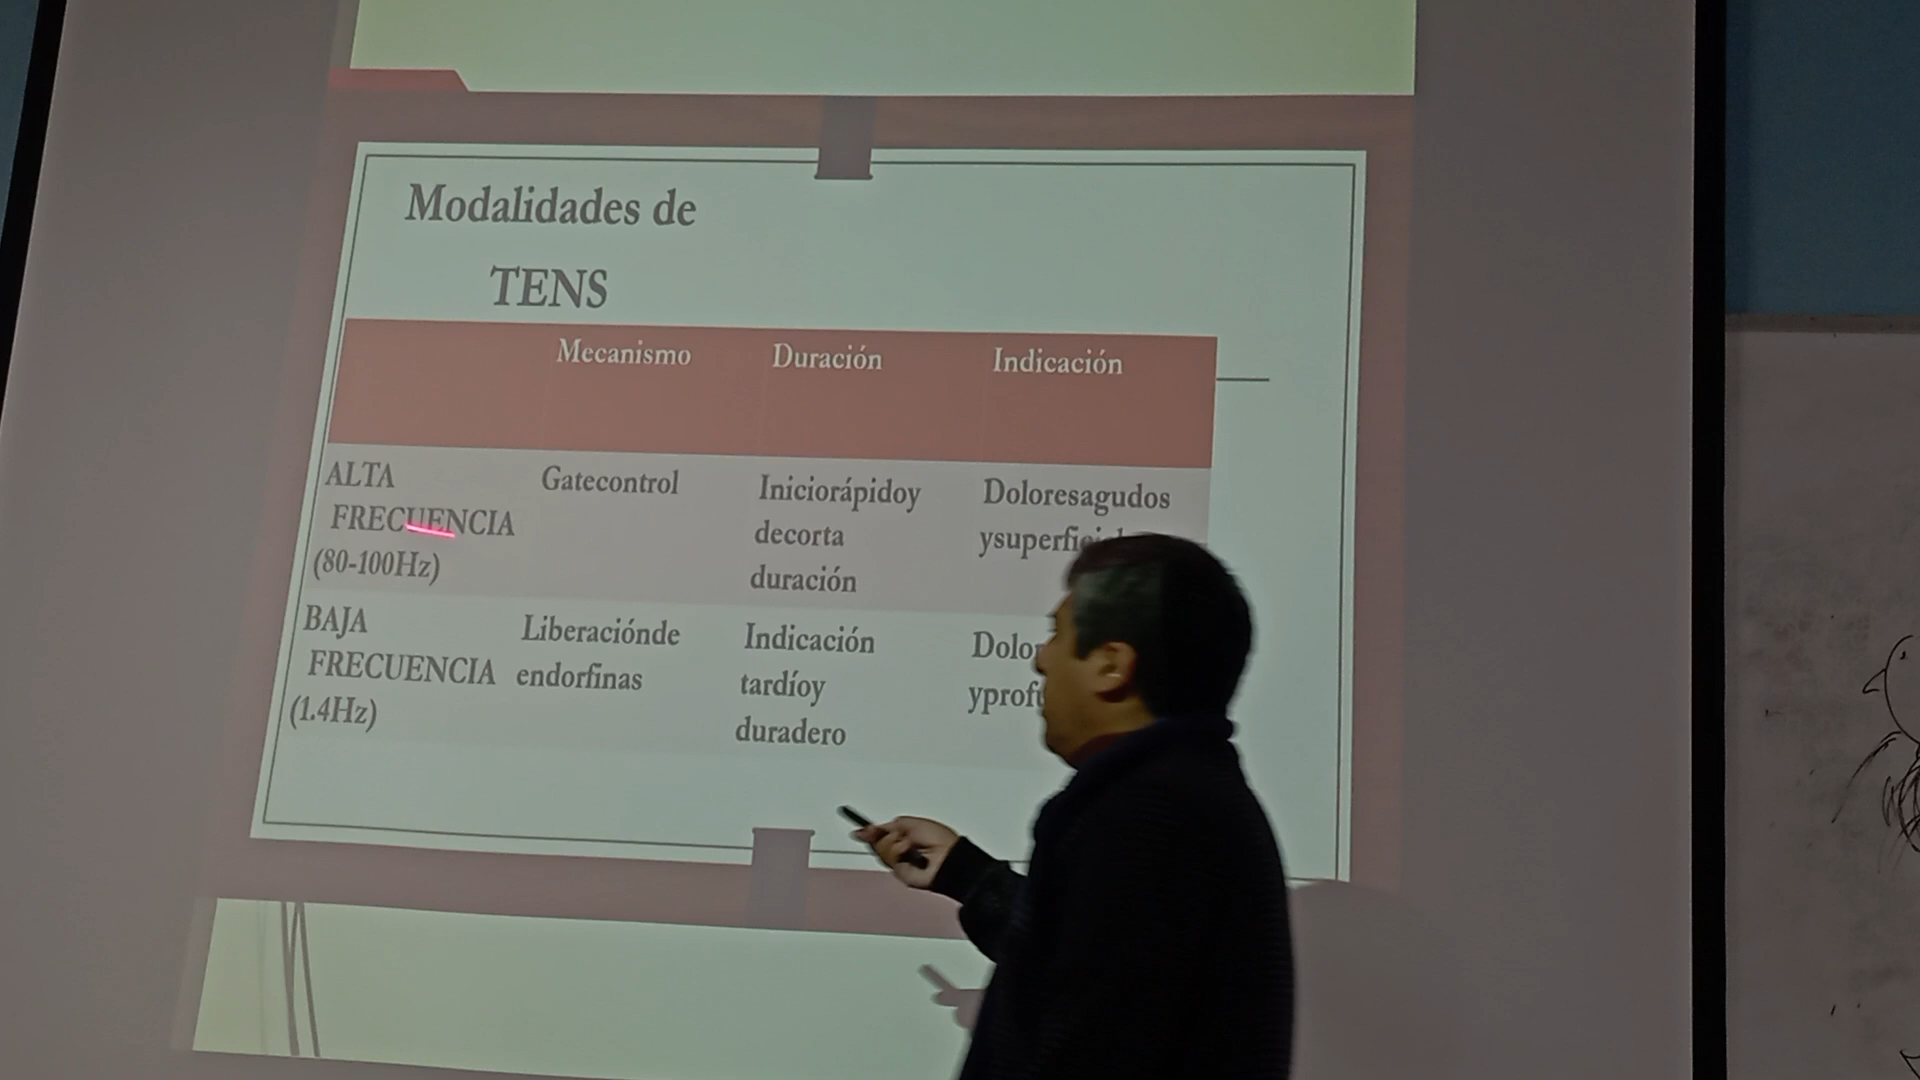 Modalidades de
TENS
Mecanismo Duración Indicación
ALTA
FRECUENCIA
(80-100Hz)
Gatecontrol
Iniciorápidoy
decorta
duración
Doloresagudos
BAJA
FRECUENCIA
(1.4Hz)
Liberaciónde
endorfinas
Indicación
tardíoy
duradero